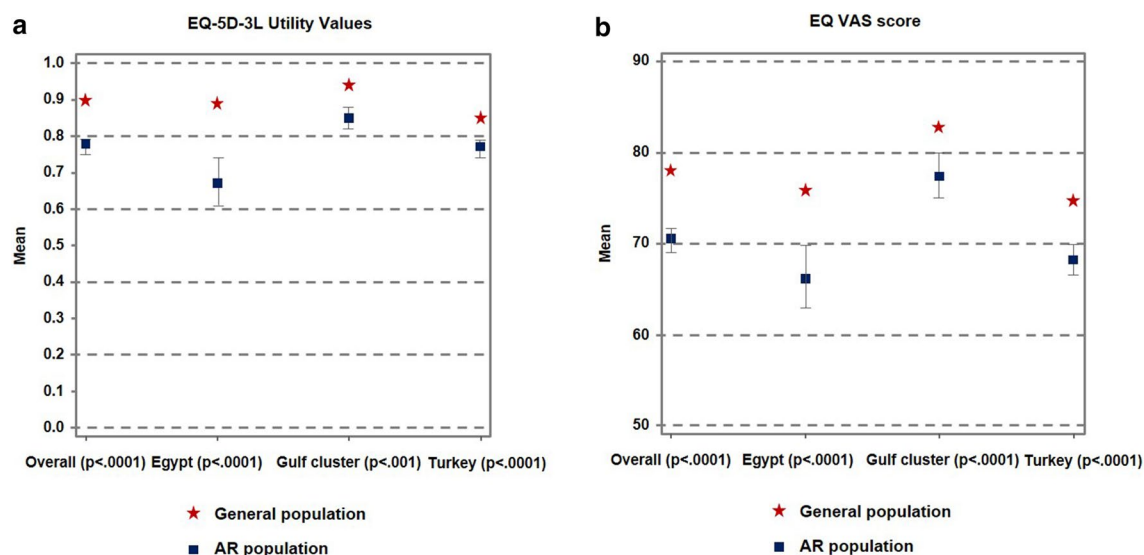 a
EQ-5D-3L Utility Values
1.0
0.9
0.8
0.7
0.6
0.5
0.4
0.3
0.2
0.1
0.0
Mean
Overall (p<.0001) Egypt (p<.0001) Gulf cluster (p<.001) Turkey (p<.0001)
General population
AR population
b
EQ VAS score
90
80
70
60
50
Mean
Overall (p<.0001) Egypt (p<.0001) Gulf cluster (p<.0001) Turkey (p<.0001)
General population
AR population